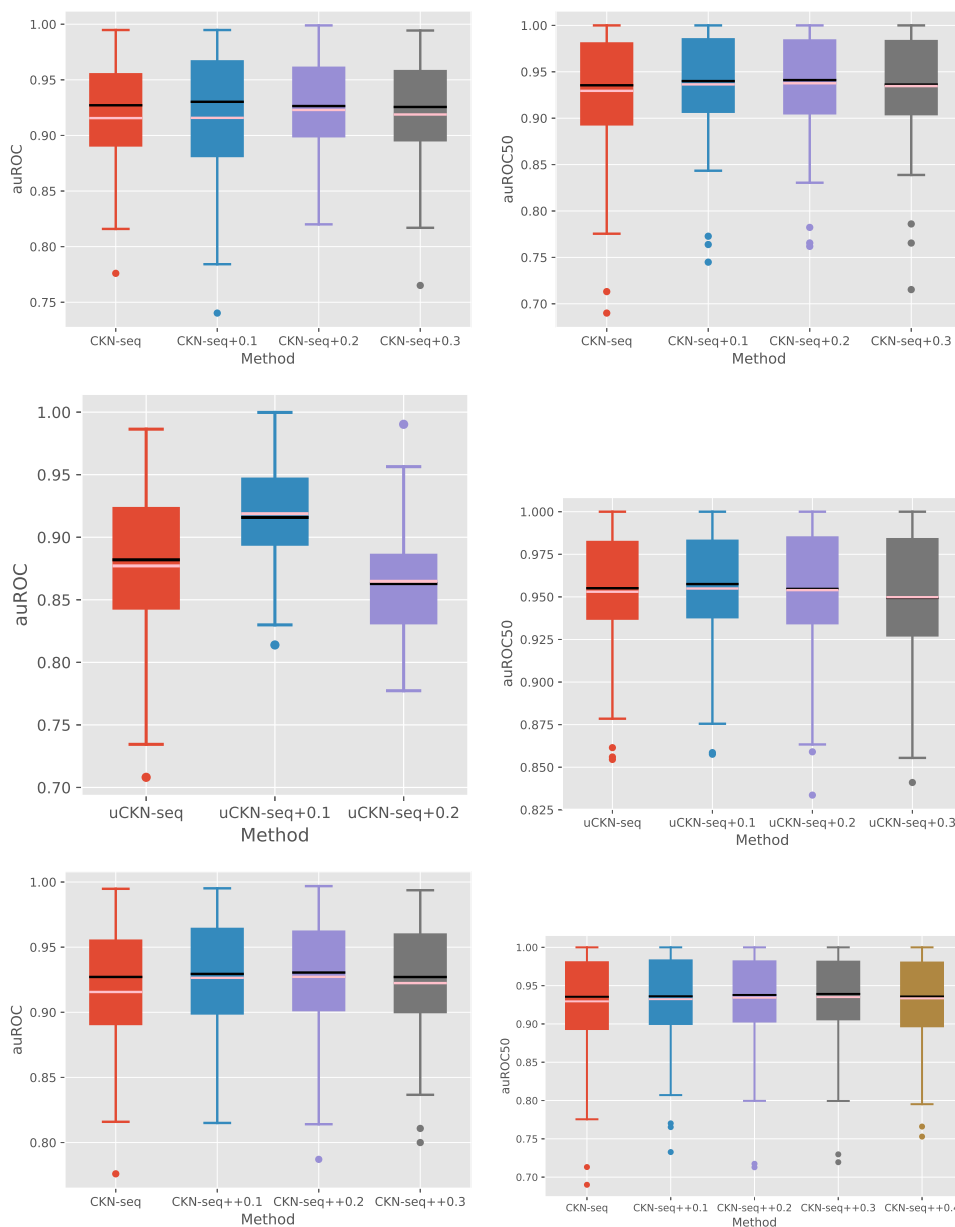 1.00
0.95
0.90
0.85
0.80
0.75
auROC
CKN-seq CKN-seq+0.1 CKN-seq+0.2 CKN-seq+0.3
Method
1.00
0.95
0.90
0.85
0.80
0.75
0.70
auROC50
CKN-seq CKN-seq+0.1 CKN-seq+0.2 CKN-seq+0.3
Method
1.00
0.95
0.90
0.85
0.80
0.75
0.70
auROC
uCKN-seq uCKN-seq+0.1 uCKN-seq+0.2
Method
1.000
0.975
0.950
0.925
0.900
0.875
0.850
0.825
auROC50
uCKN-seq uCKN-seq+0.1 uCKN-seq+0.2 uCKN-seq+0.3
Method
1.00
0.95
0.90
0.85
0.80
auROC
CKN-seq CKN-seq++0.1 CKN-seq++0.2 CKN-seq++0.3
Method
1.00
0.95
0.90
0.85
0.80
0.75
0.70
auROC50
CKN-seq CKN-seq++0.1 CKN-seq++0.2 CKN-seq++0.3 CKN-seq++0.4
Method